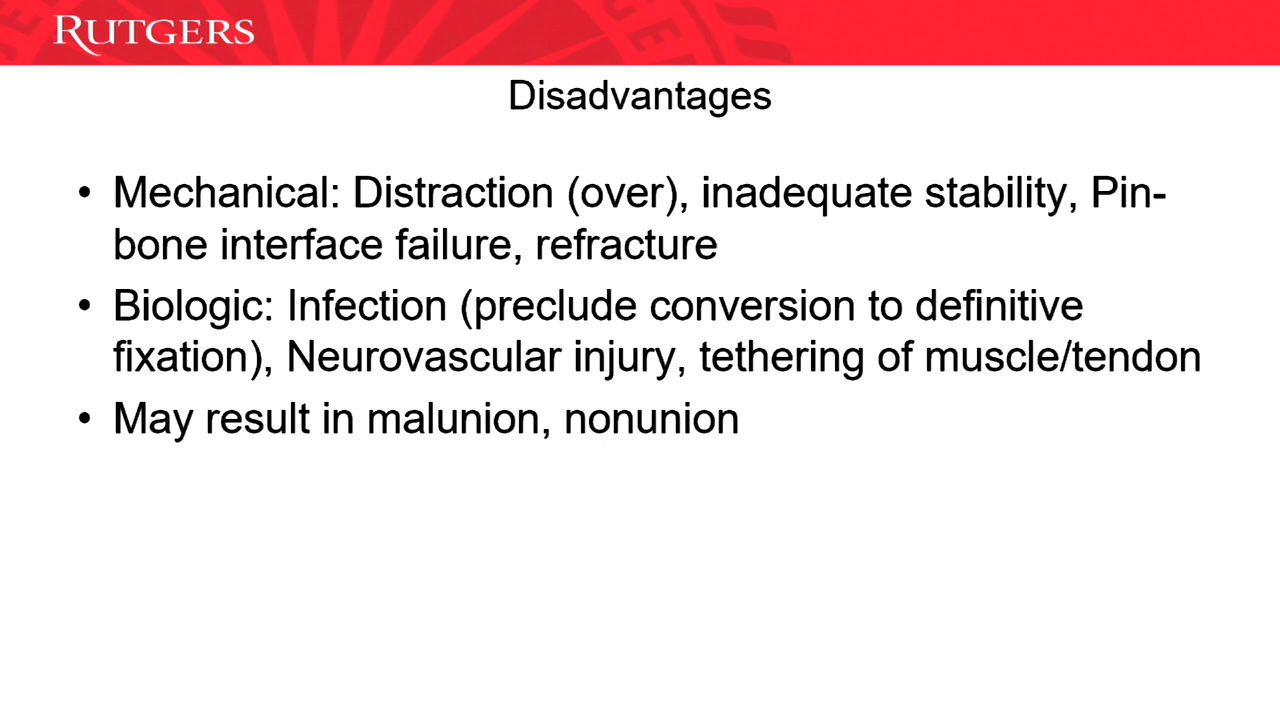 RUTGERS
Disadvantages
• Mechanical: Distraction (over), inadequate stability, Pin-
bone interface failure, refracture
• Biologic: Infection (preclude conversion to definitive
fixation), Neurovascular injury, tethering of muscle/tendon
• May result in malunion, nonunion